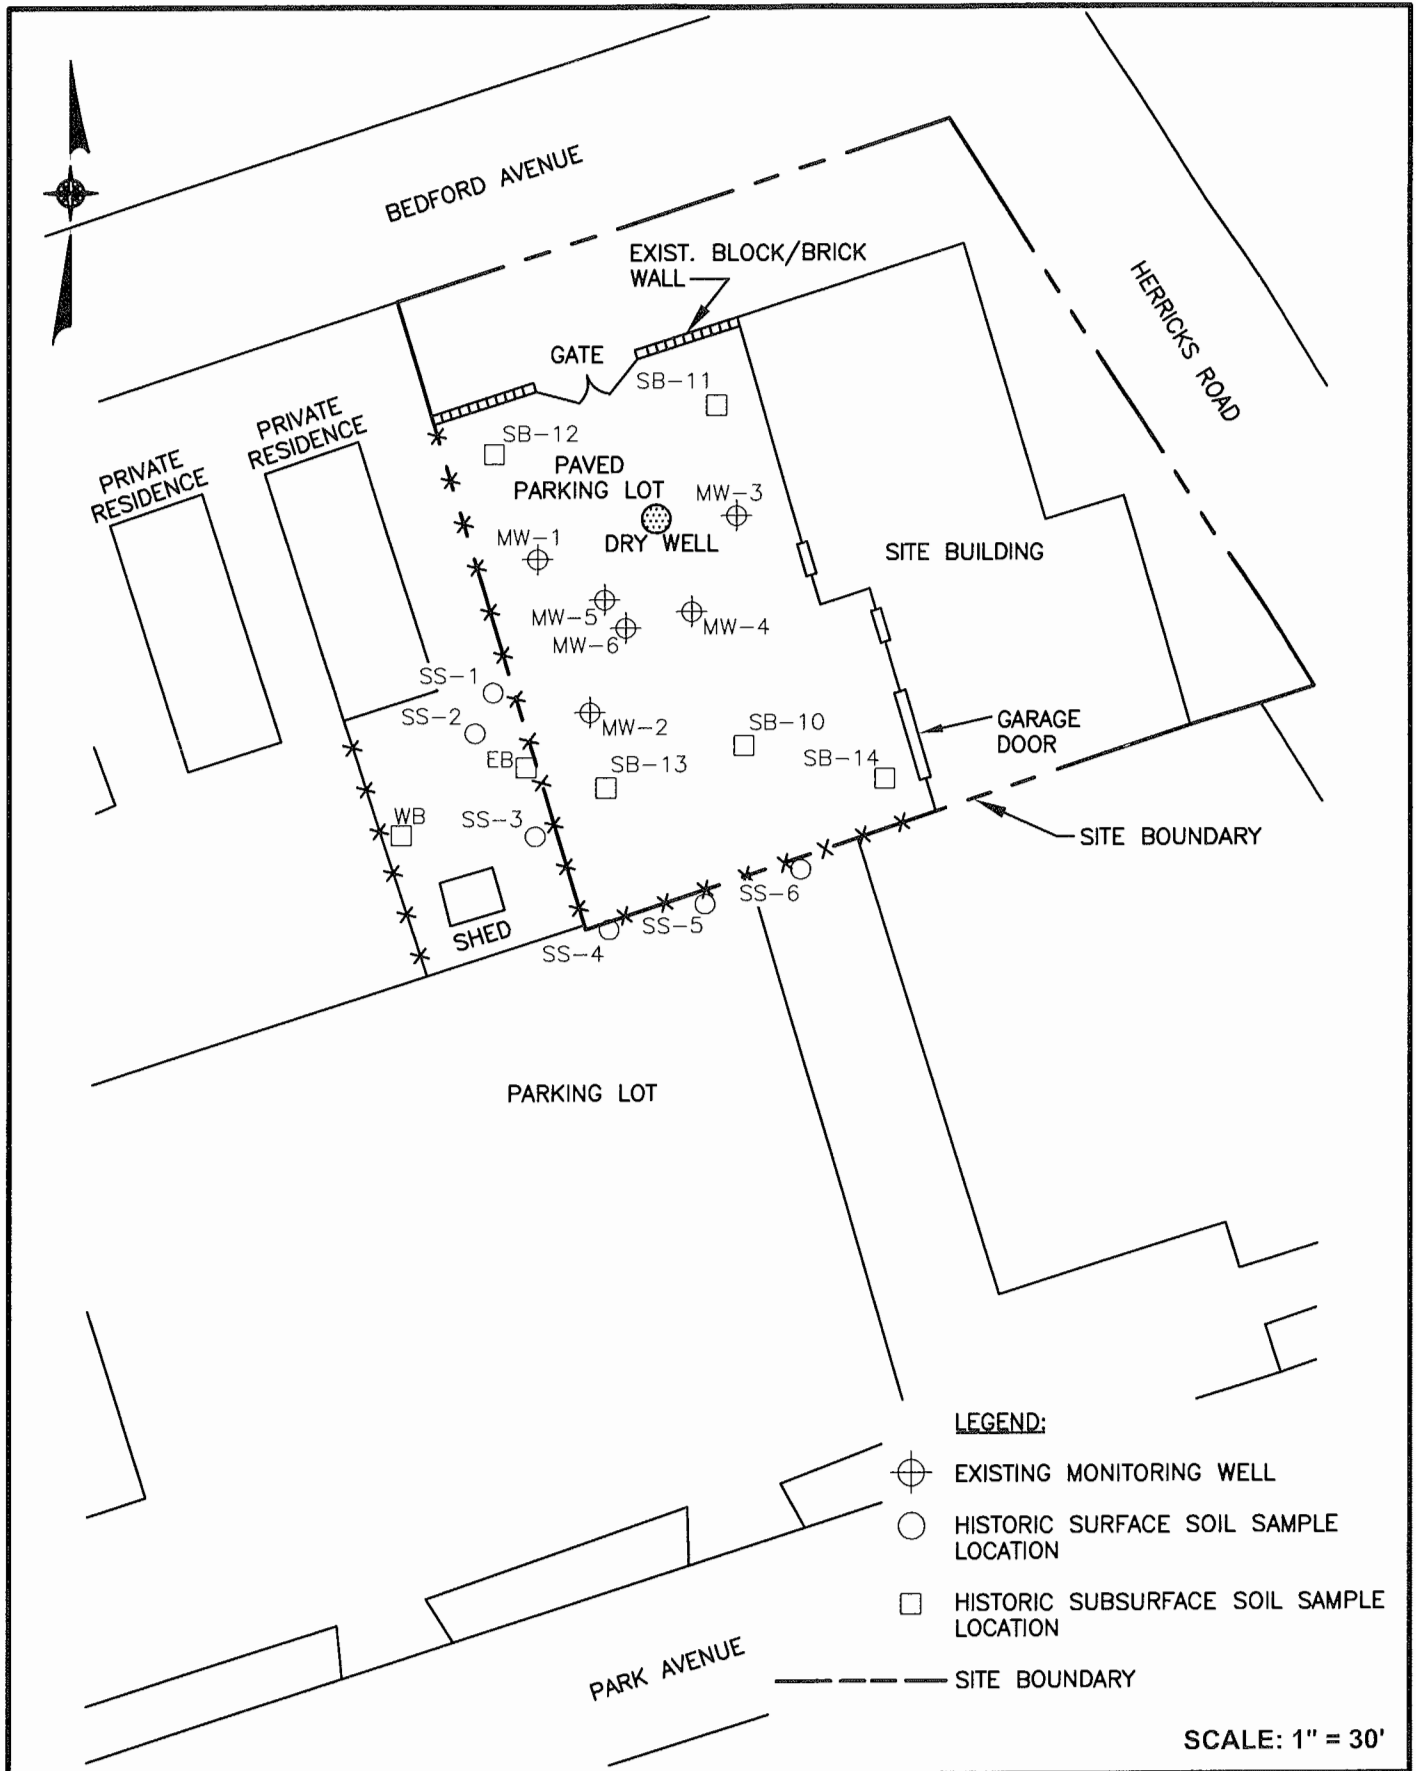 BEDFORD AVENUE
EXIST. BLOCK/BRICK
WALL
HERRICKS ROAD
GATE
SB-11
PRIVATE
RESIDENCE
SB-12
PRIVATE
RESIDENCE
PAVED
PARKING LOT
MW-3
MW-1
DRY WELL
SITE BUILDING
MW-5
MW-4
MW-6
SS-1
SS-2
MW-2
SB-10
GARAGE
DOOR
EB
SB-13
SB-14
WB
SS-3
SITE BOUNDARY
SS-6
SHED
SS-5
SS-4
PARKING LOT
LEGEND:
EXISTING MONITORING WELL
HISTORIC SURFACE SOIL SAMPLE
LOCATION
HISTORIC SUBSURFACE SOIL SAMPLE
LOCATION
PARK AVENUE
SITE BOUNDARY
SCALE: 1" = 30'